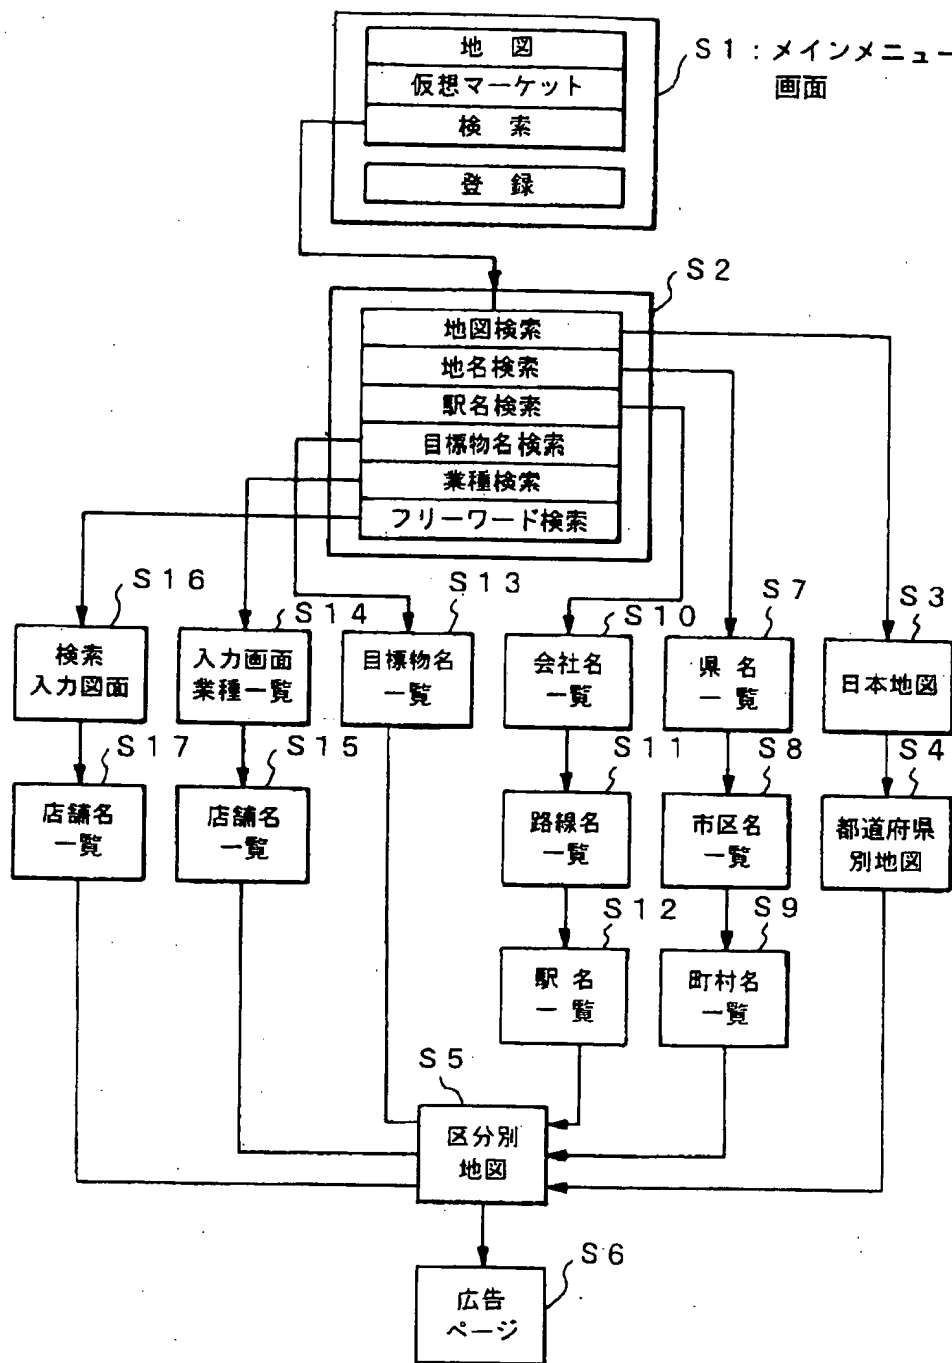 地 図
仮想マーケット
検 索
登 録
S1:メインメニュー
画面
S2
地図検索
地名検索
駅名検索
目標物名検索
業種検索
フリーワード検索
S16
検索
入力図面
S14
入力画面
業種一覧
S13
目標物名
一覧
S10
会社名
一覧
S7
県 名
一 覧
S3
日本地図
S17
店舗名
一覧
S15
店舗名
一覧
S11
路線名
一覧
S8
市区名
一覧
S4
都道府県
別地図
S12
駅 名
一 覧
S9
町村名
一覧
S5
区分別
地図
S6
広告
ページ